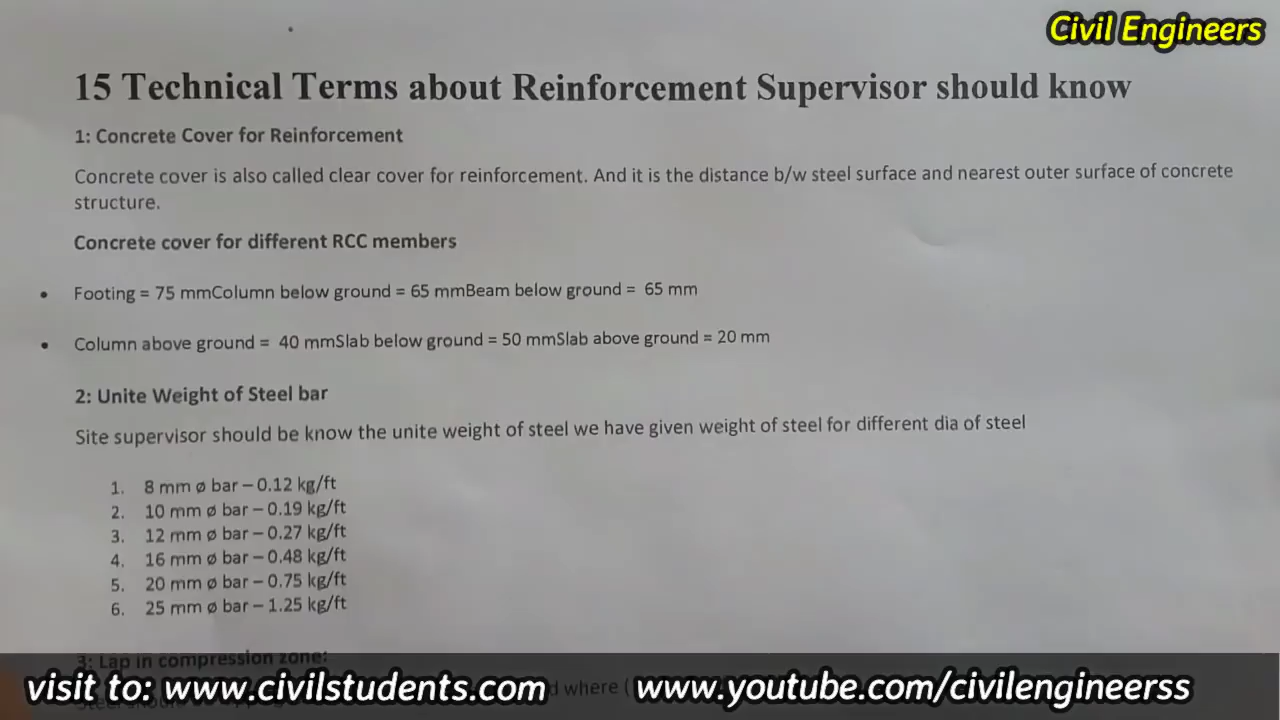 Civil Engineers
15 Technical Terms about Reinforcement Supervisor should know
1: Concrete Cover for Reinforcement
Concrete cover is also called clear cover for reinforcement. And it is the distance b/w steel surface and nearest outer surface of concrete
structure.
Concrete cover for different RCC members
• Footing = 75 mmColumn below ground = 65 mmBeam below ground = 65 mm
• Column above ground = 40 mmSlab below ground = 50 mmSlab above ground = 20 mm
2: Unite Weight of Steel bar
Site supervisor should be know the unite weight of steel we have given weight of steel for different dia of steel
1. 8 mm ø bar – 0.12 kg/ft
2. 10 mm ø bar – 0.19 kg/ft
3. 12 mm ø bar – 0.27 kg/ft
4. 16 mm ø bar – 0.48 kg/ft
5. 20 mm ø bar – 0.75 kg/ft
6. 25 mm ø bar – 1.25 kg/ft
3: Lap in compression zone:
visit to: www.civilstudents.com where ( www.youtube.com/civilengineerss